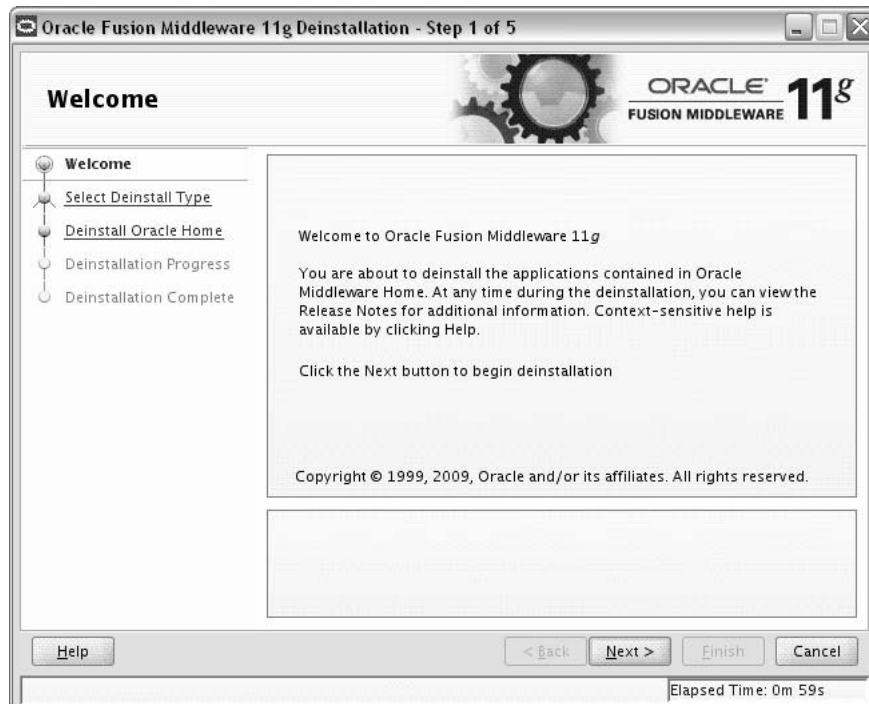 Oracle Fusion Middleware 11g Deinstallation - Step 1 of 5
Welcome
ORACLE
FUSION MIDDLEWARE
11g
Welcome
Select Deinstall Type
Deinstall Oracle Home
Deinstallation Progress
Deinstallation Complete
Welcome to Oracle Fusion Middleware 11g
You are about to deinstall the applications contained in Oracle
Middleware Home. At any time during the deinstallation, you can view the
Release Notes for additional information. Context-sensitive help is
available by clicking Help.
Click the Next button to begin deinstallation
Copyright © 1999, 2009, Oracle and/or its affiliates. All rights reserved.
Help
< Back
Next >
Finish
Cancel
Elapsed Time: 0m 59s